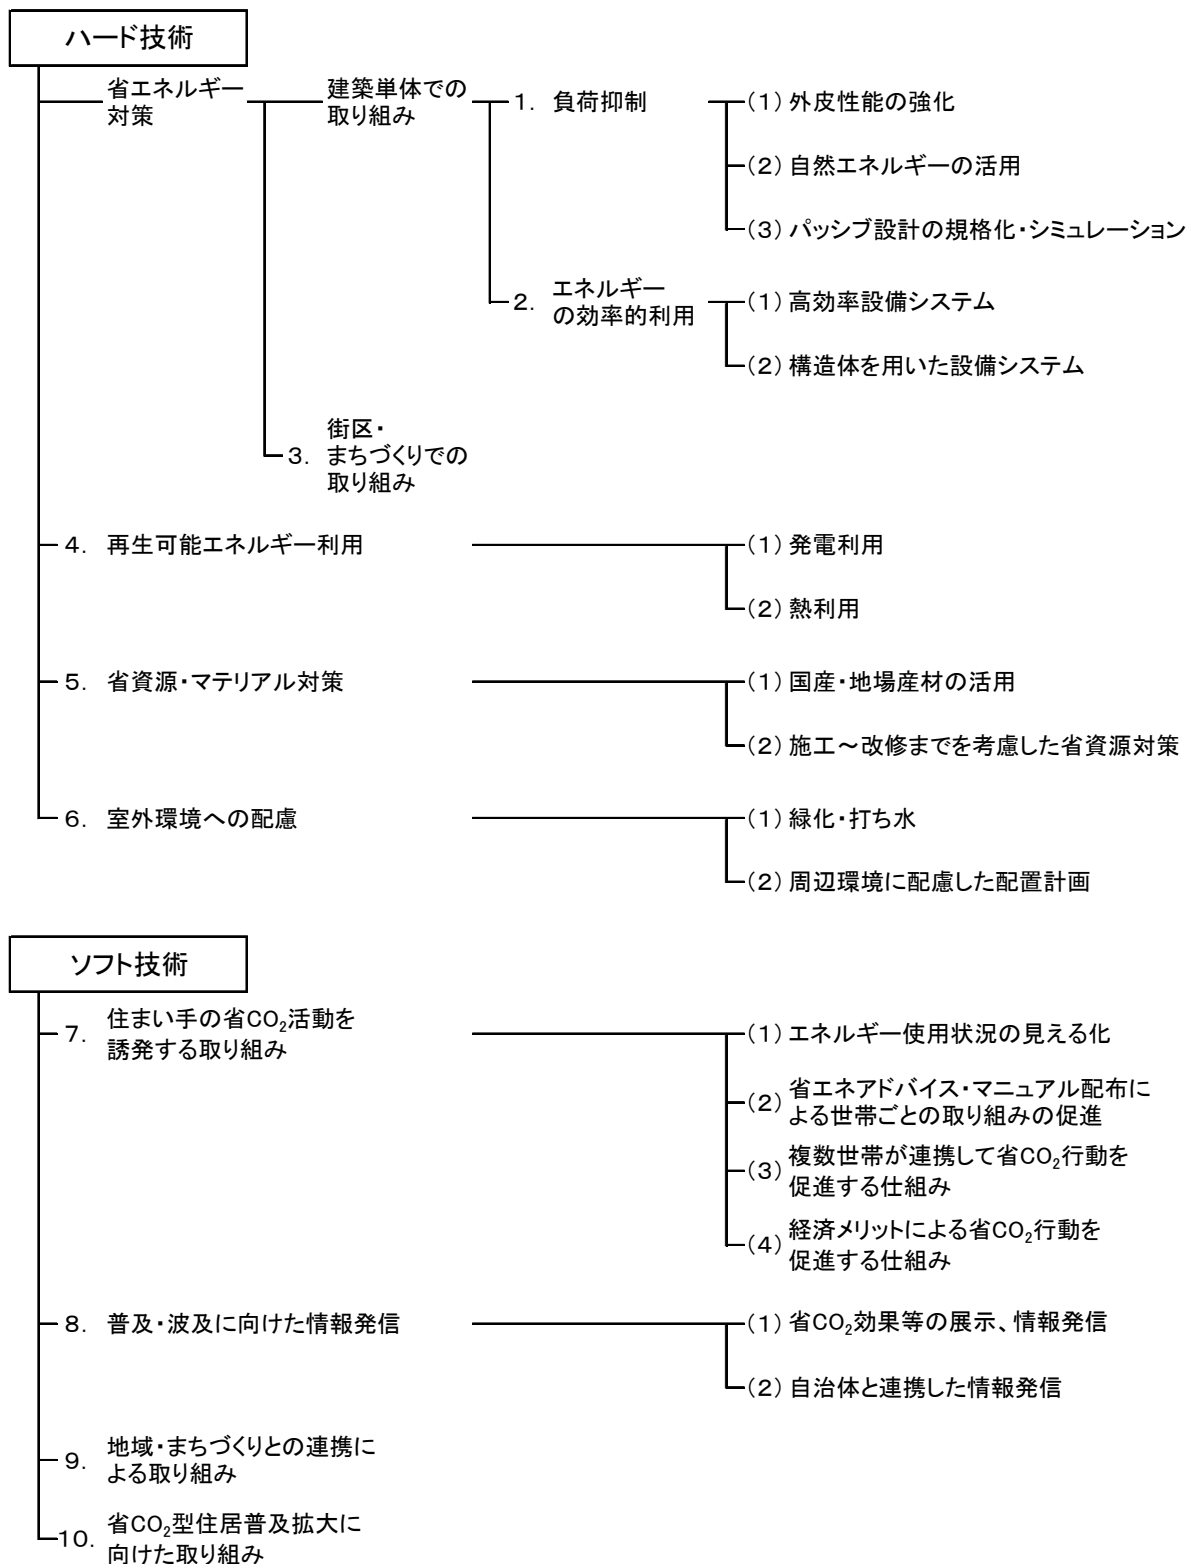 ハード技術
省エネルギー
対策
建築単体での
取り組み
1. 負荷抑制
(1) 外皮性能の強化
(2) 自然エネルギーの活用
(3) パッシブ設計の規格化・シミュレーション
2. エネルギー
の効率的利用
(1) 高効率設備システム
(2) 構造体を用いた設備システム
3. 街区・
まちづくりでの
取り組み
4. 再生可能エネルギー利用
(1) 発電利用
(2) 熱利用
5. 省資源・マテリアル対策
(1) 国産・地場産材の活用
(2) 施工～改修までを考慮した省資源対策
6. 室外環境への配慮
(1) 緑化・打ち水
(2) 周辺環境に配慮した配置計画
ソフト技術
7. 住まい手の省CO₂活動を
誘発する取り組み
(1) エネルギー使用状況の見える化
(2) 省エネアドバイス・マニュアル配布に
よる世帯ごとの取り組みの促進
(3) 複数世帯が連携して省CO₂行動を
促進する仕組み
(4) 経済メリットによる省CO₂行動を
促進する仕組み
8. 普及・波及に向けた情報発信
(1) 省CO₂効果等の展示、情報発信
(2) 自治体と連携した情報発信
9. 地域・まちづくりとの連携に
よる取り組み
10. 省CO₂型住居普及拡大に
向けた取り組み